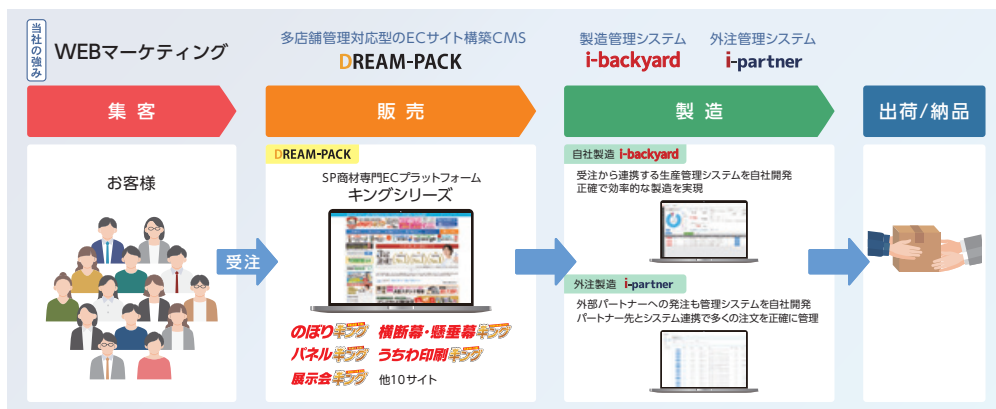 当社の強み
WEBマーケティング
多店舗管理対応型のECサイト構築CMS
DREAM-PACK
製造管理システム
i-backyard
外注管理システム
i-partner
集客
販売
製造
出荷/納品
お客様
受注
DREAM-PACK
SP商材専門ECプラットフォーム
キングシリーズ
のぼりキング
横断幕・懸垂幕キング
パネルキング
うちわ印刷キング
展示会キング
他10サイト
自社製造 i-backyard
受注から連携する生産管理システムを自社開発
正確で効率的な製造を実現
外注製造 i-partner
外部パートナーへの発注も管理システムを自社開発
パートナー先とシステム連携で多くの注文を正確に管理